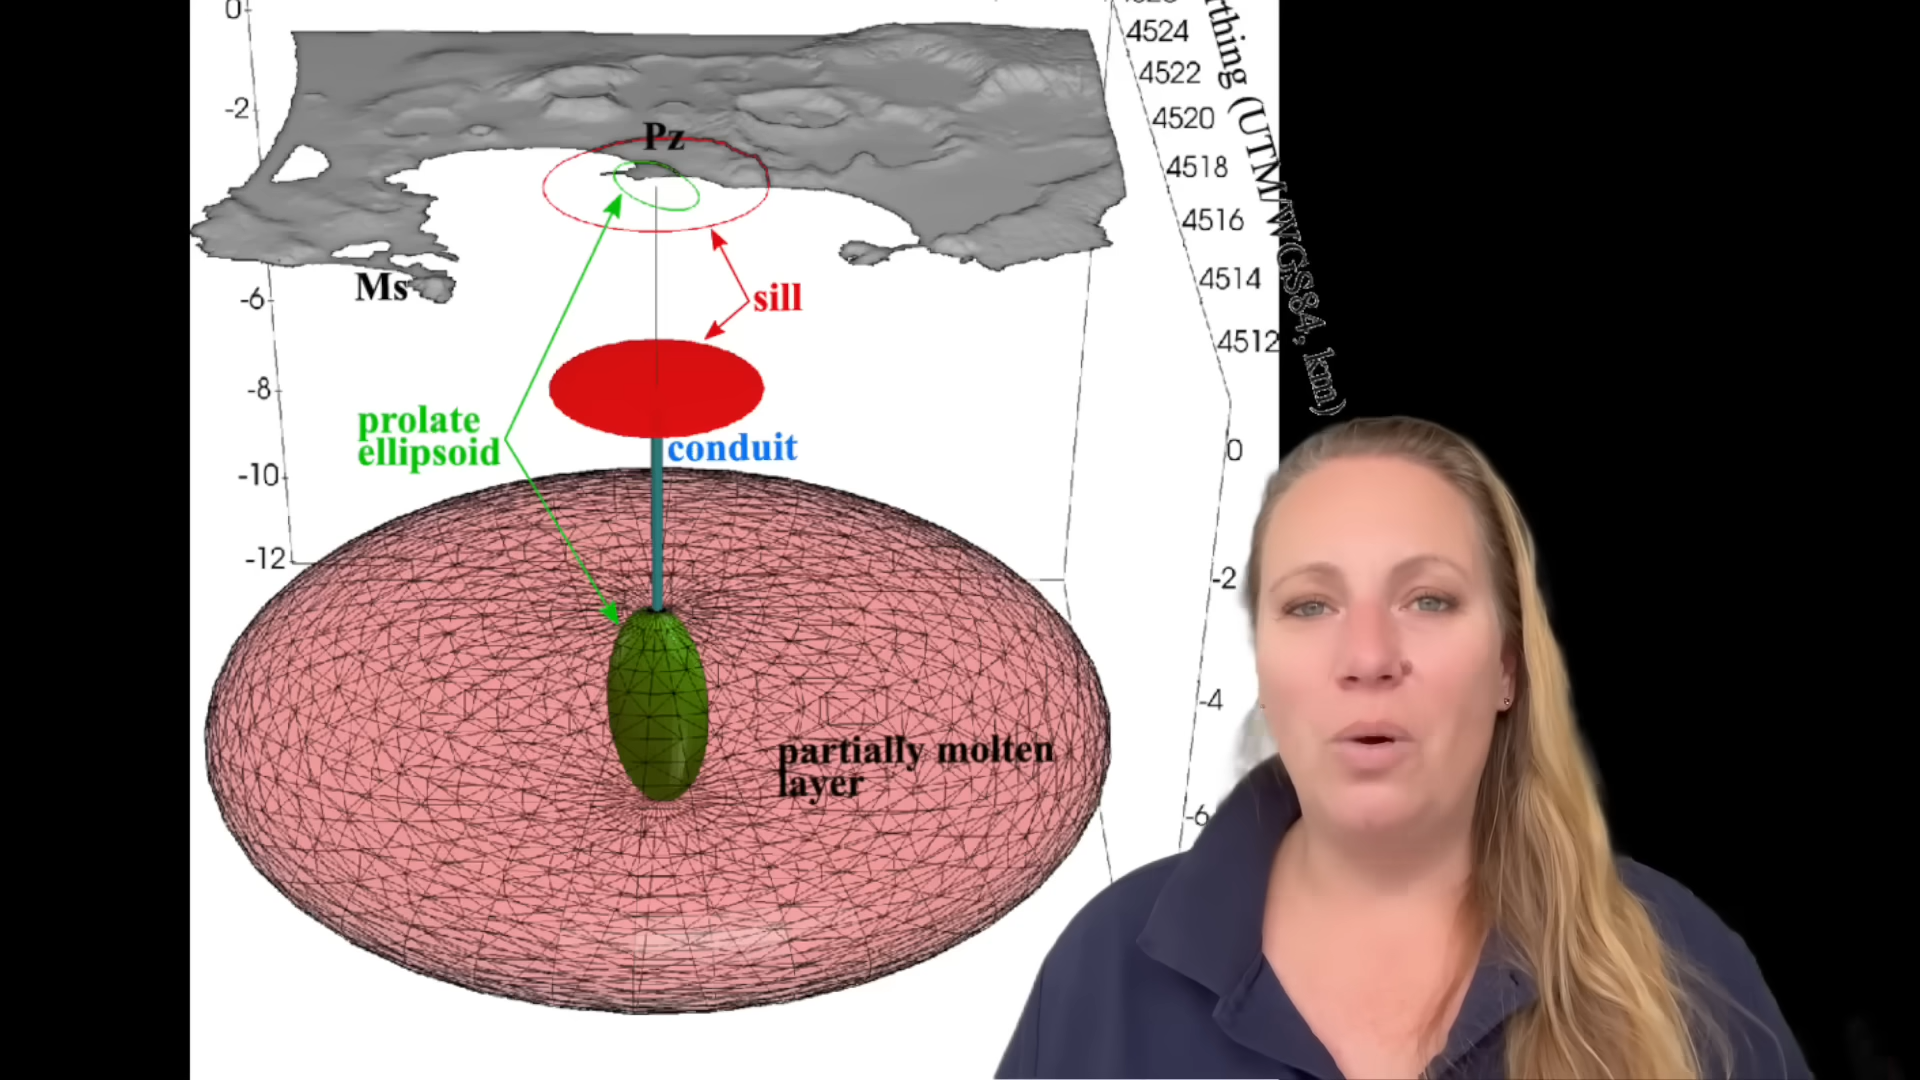 0
-2
-6
-8
-10
-12
4524
4522
4520
4518
4516
4514
4512
rthing (UTM/WGS84, km)
0
-2
-4
-6
Pz
Ms
sill
prolate
ellipsoid
conduit
partially molten
layer